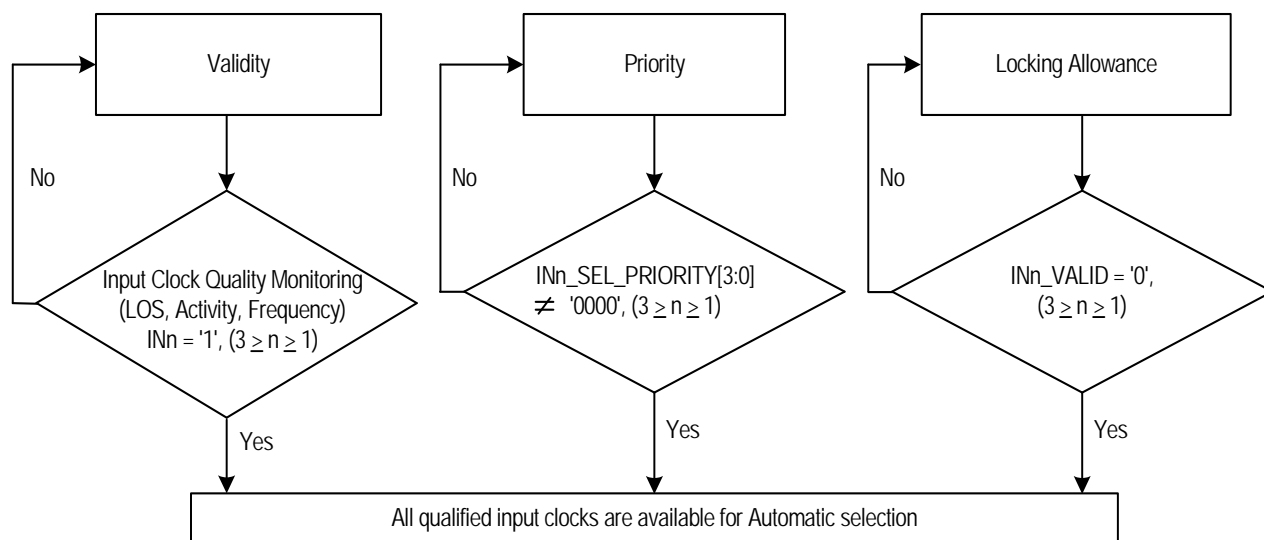 Validity
Priority
Locking Allowance
No
No
No
Input Clock Quality Monitoring
(LOS, Activity, Frequency)
INn = '1', (3 ≥ n ≥ 1)
INn_SEL_PRIORITY[3:0]
≠ '0000', (3 ≥ n ≥ 1)
INn_VALID = '0',
(3 ≥ n ≥ 1)
Yes
Yes
Yes
All qualified input clocks are available for Automatic selection